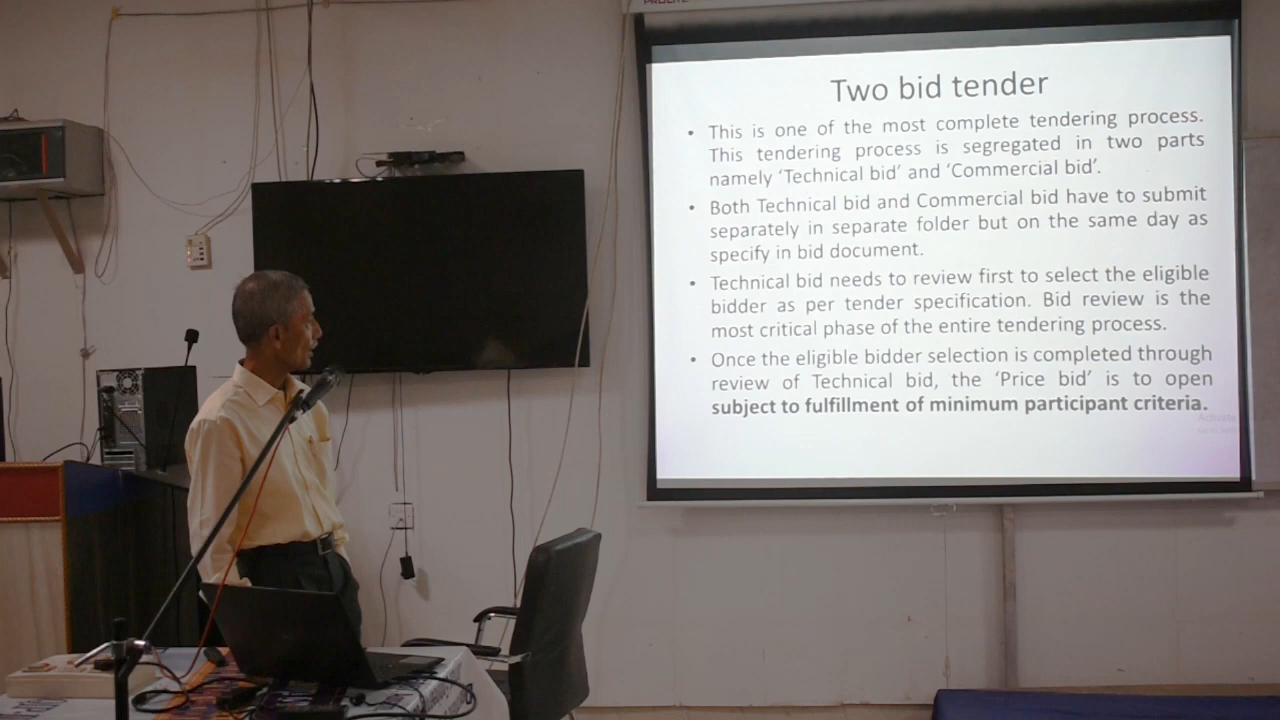 Two bid tender
• This is one of the most complete tendering process.
This tendering process is segregated in two parts
namely ‘Technical bid’ and ‘Commercial bid’.
• Both Technical bid and Commercial bid have to submit
separately in separate folder but on the same day as
specify in bid document.
• Technical bid needs to review first to select the eligible
bidder as per tender specification. Bid review is the
most critical phase of the entire tendering process.
• Once the eligible bidder selection is completed through
review of Technical bid, the ‘Price bid’ is to open
subject to fulfillment of minimum participant criteria.
Activate